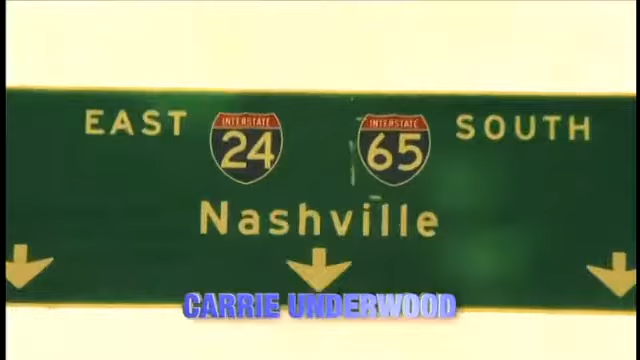 EAST INTERSTATE 24 INTERSTATE 65 SOUTH
Nashville
CARRIE UNDERWOOD